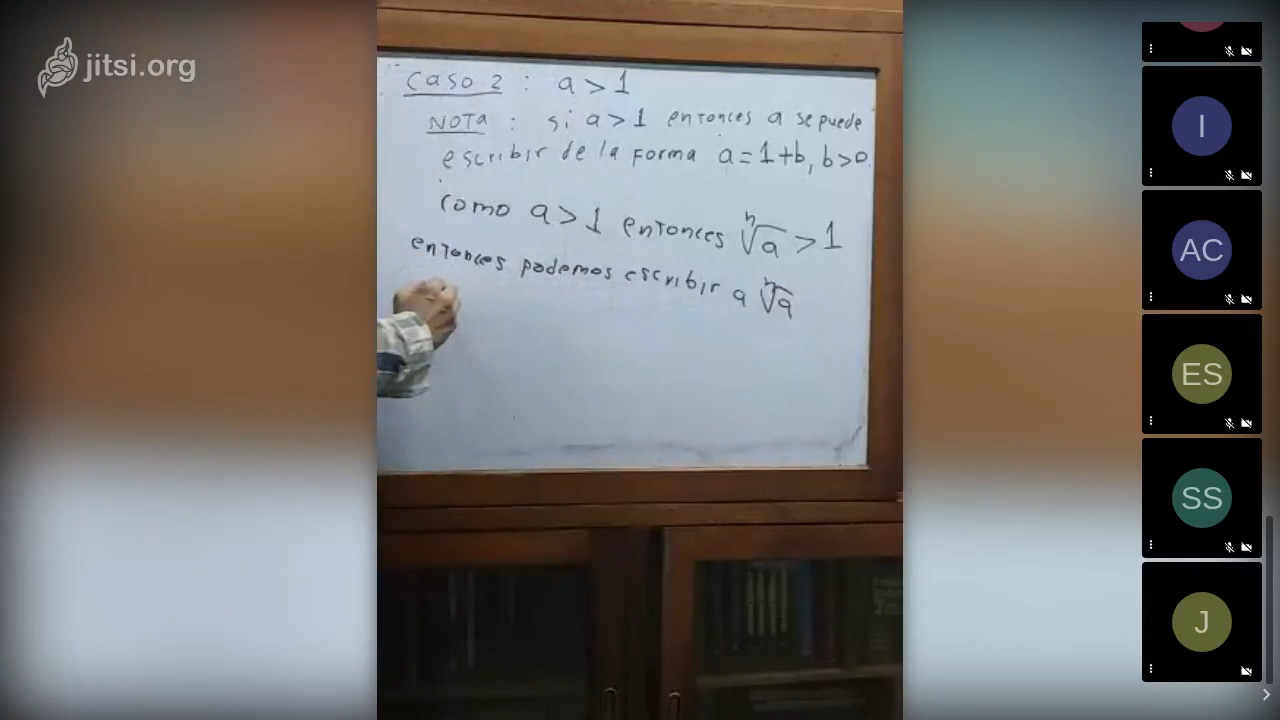 jitsi.org
Caso 2 : a > 1
NOTA : si a > 1 entonces a se puede
escribir de la forma a = 1 + b, b > 0.
como a > 1 entonces ⁿ√a > 1
entonces podemos escribir a ⁿ√a
I
AC
ES
SS
J